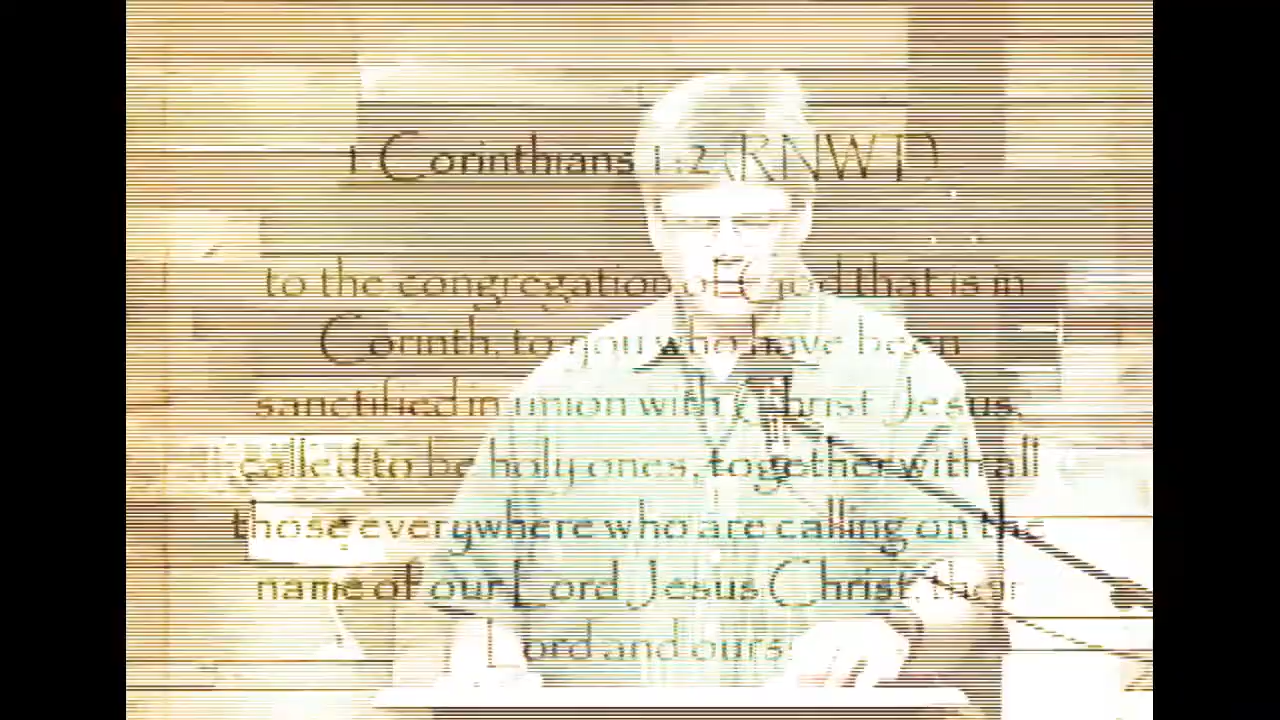 1 Corinthians 1:2 (RNWT)
to the congregation of God that is in
Corinth, to you who have been
sanctified in union with Christ Jesus,
called to be holy ones, together with all
those everywhere who are calling on the
name of our Lord Jesus Christ, their
Lord and ours: